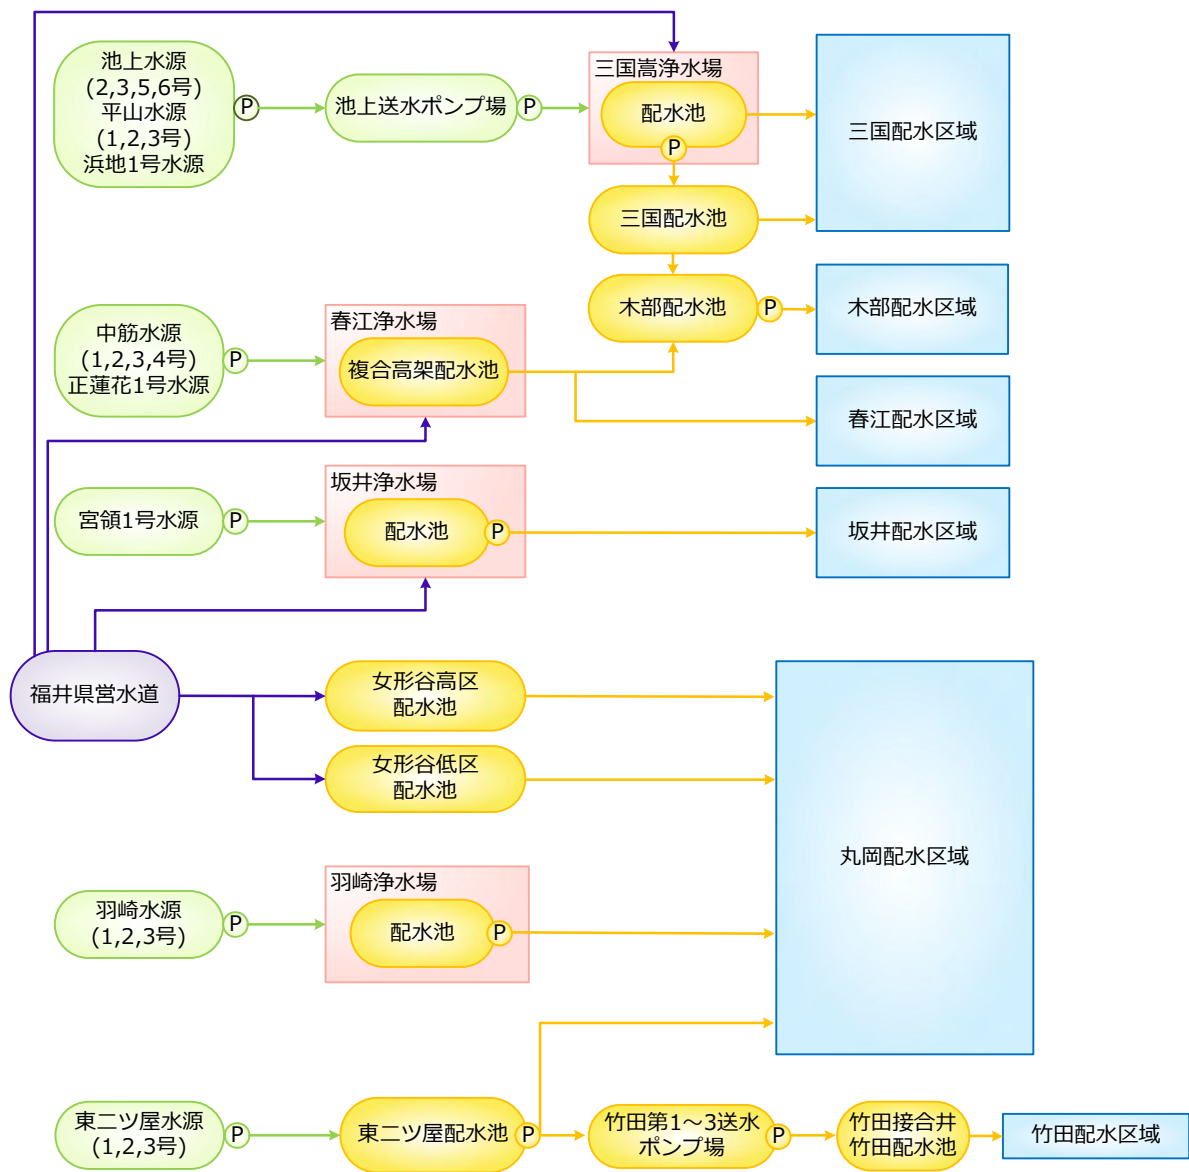 池上水源
(2,3,5,6号)
平山水源
(1,2,3号)
浜地1号水源
P
池上送水ポンプ場
P
三国嵩浄水場
配水池
P
三国配水区域
三国配水池
木部配水池
P
木部配水区域
中筋水源
(1,2,3,4号)
正蓮花1号水源
P
春江浄水場
複合高架配水池
春江配水区域
宮領1号水源
P
坂井浄水場
配水池
P
坂井配水区域
福井県営水道
女形谷高区
配水池
女形谷低区
配水池
丸岡配水区域
羽崎水源
(1,2,3号)
P
羽崎浄水場
配水池
P
東二ツ屋水源
(1,2,3号)
P
東二ツ屋配水池
P
竹田第1～3送水
ポンプ場
P
竹田接合井
竹田配水池
竹田配水区域